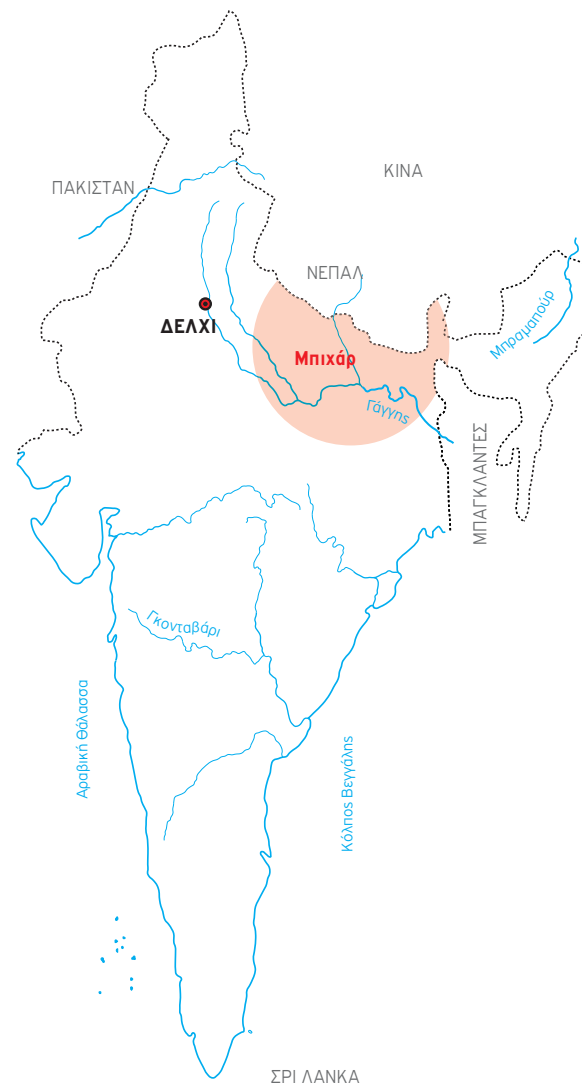 ΚΙΝΑ
ΠΑΚΙΣΤΑΝ
ΝΕΠΑΛ
Μπραμαπούρ
ΔΕΛΧΙ
Μπιχάρ
Γάγγης
ΜΠΑΓΚΛΑΝΤΕΣ
Γκονταβάρι
Αραβική Θάλασσα
Κόλπος Βεγγάλης
ΣΡΙ ΛΑΝΚΑ